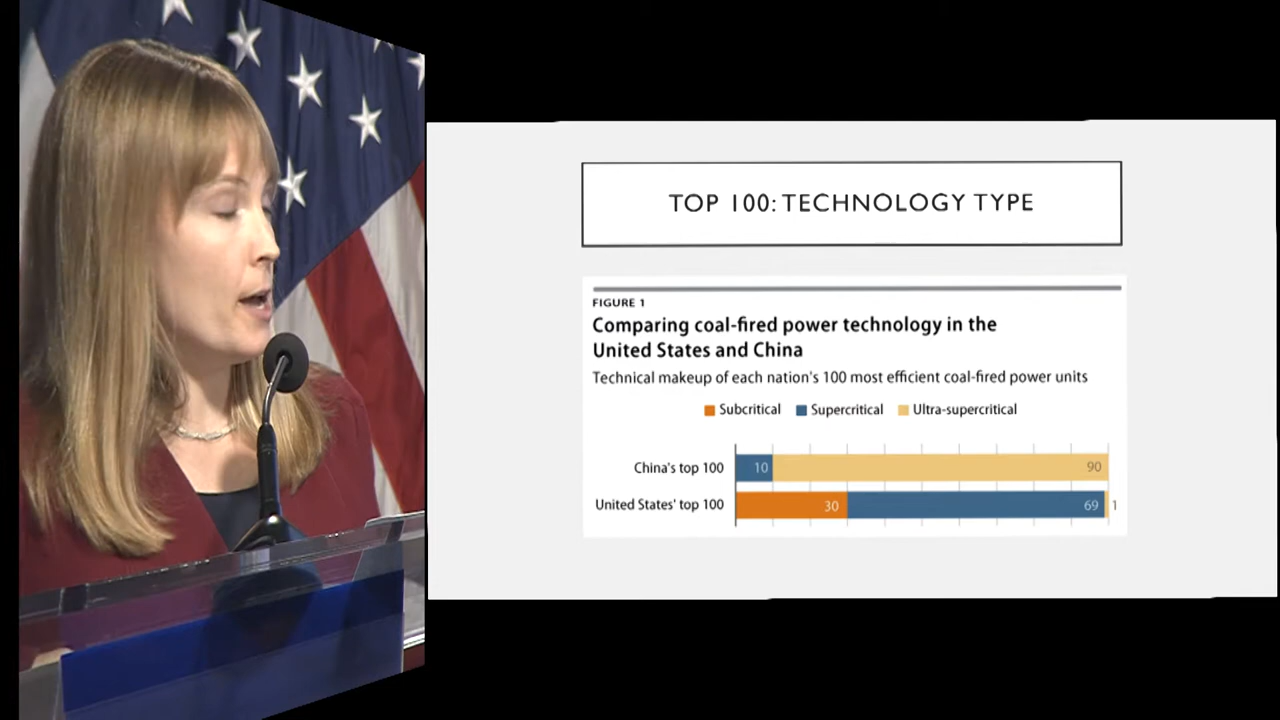 TOP 100: TECHNOLOGY TYPE
FIGURE 1
Comparing coal-fired power technology in the
United States and China
Technical makeup of each nation's 100 most efficient coal-fired power units
Subcritical Supercritical Ultra-supercritical
China's top 100 10 90
United States' top 100 30 69 1